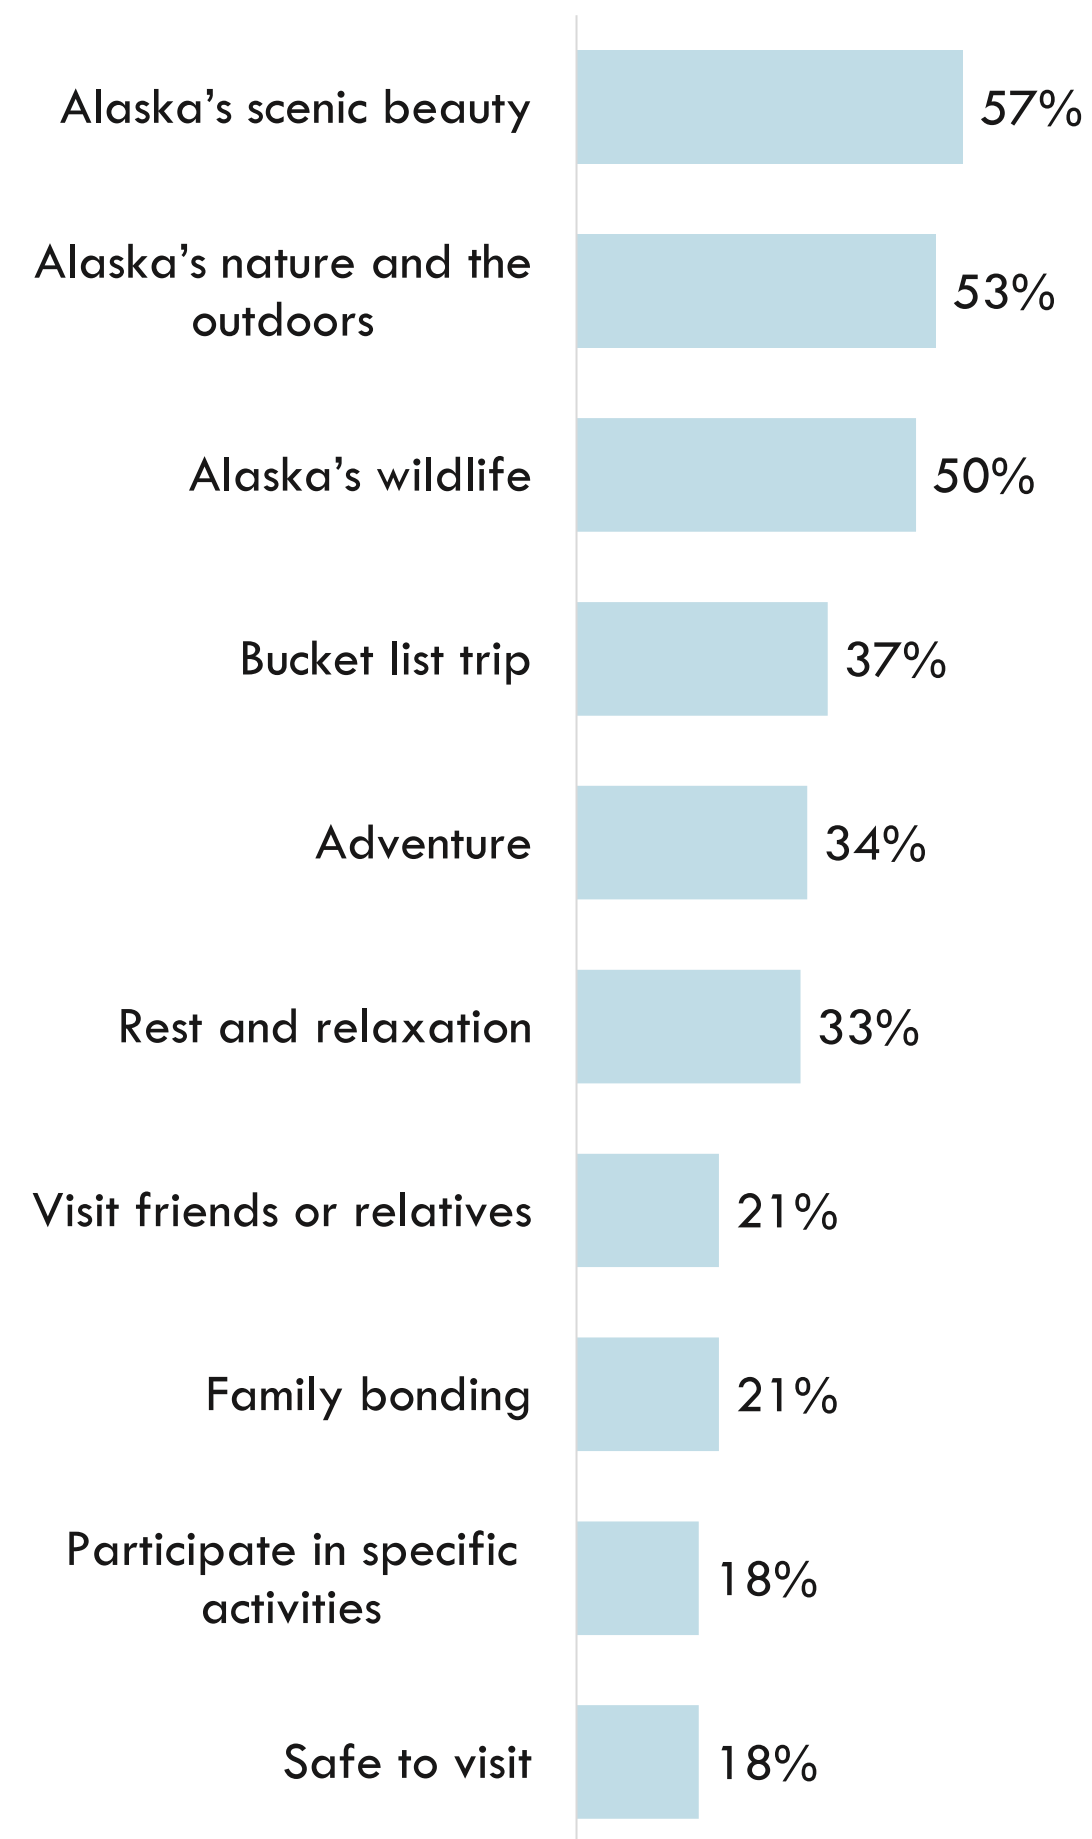 Alaska’s scenic beauty
57%
Alaska’s nature and the
outdoors
53%
Alaska’s wildlife
50%
Bucket list trip
37%
Adventure
34%
Rest and relaxation
33%
Visit friends or relatives
21%
Family bonding
21%
Participate in specific
activities
18%
Safe to visit
18%